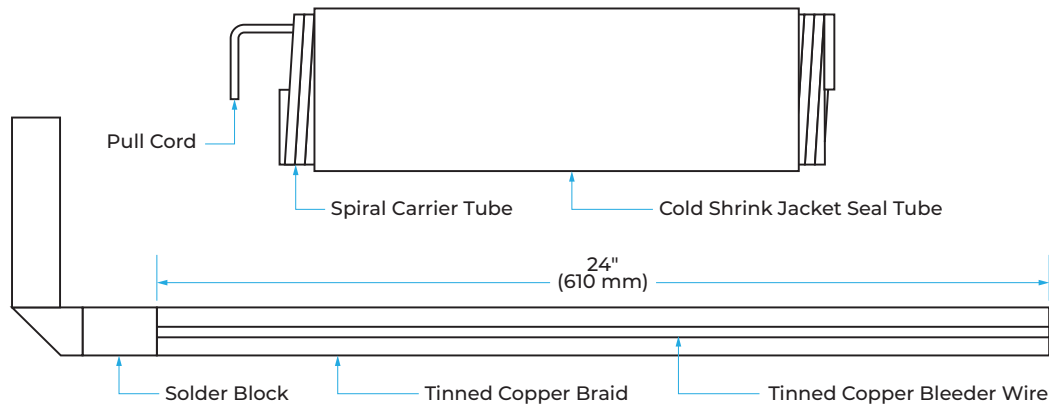 Pull Cord
Spiral Carrier Tube
Cold Shrink Jacket Seal Tube
24"
(610 mm)
Solder Block
Tinned Copper Braid
Tinned Copper Bleeder Wire